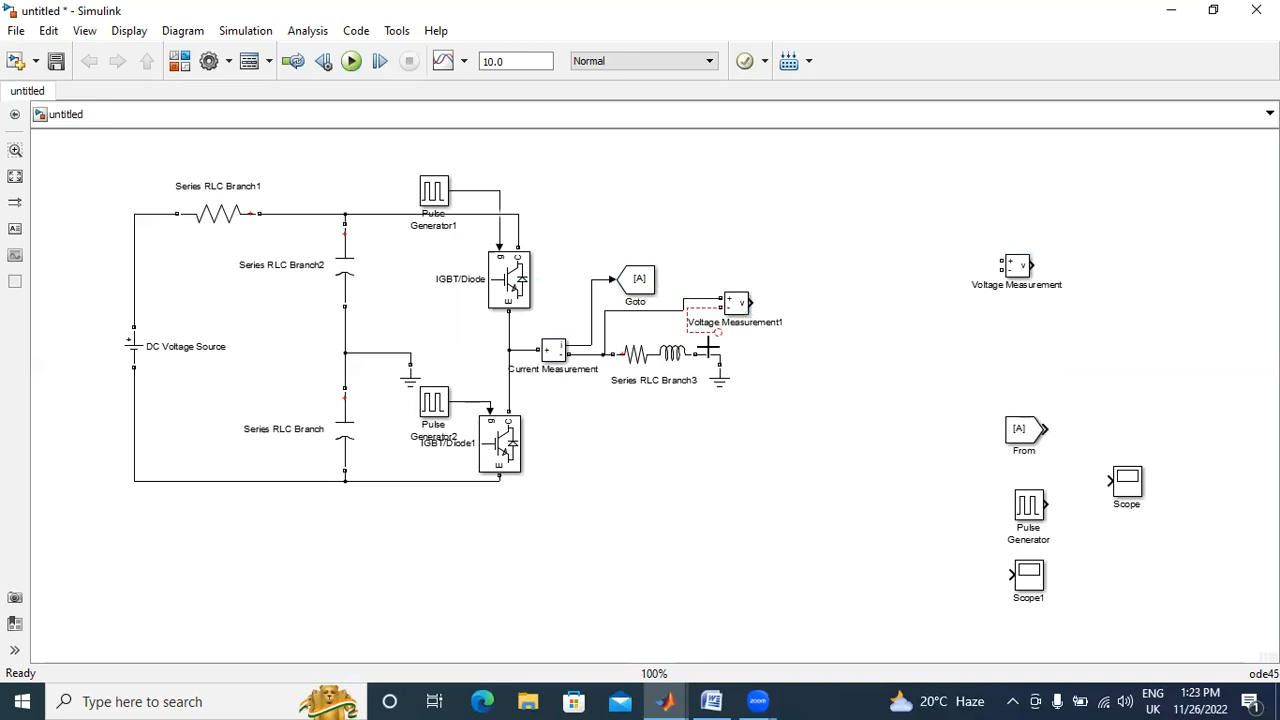 untitled * - Simulink
File Edit View Display Diagram Simulation Analysis Code Tools Help
10.0 Normal
untitled
untitled
Series RLC Branch1
Pulse
Generator1
Series RLC Branch2
g C
IGBT/Diode
E
[A]
Goto
+ - v
Voltage Measurement
+ - v
Voltage Measurement1
+
DC Voltage Source
+ i -
Current Measurement
Series RLC Branch3
Pulse
Generator2
g C
IGBT/Diode1
E
Series RLC Branch
[A]
From
Scope
Pulse
Generator
Scope1
Ready 100% ode45
Type here to search
W zoom
20°C Haze
ENG
UK
1:23 PM
11/26/2022
1